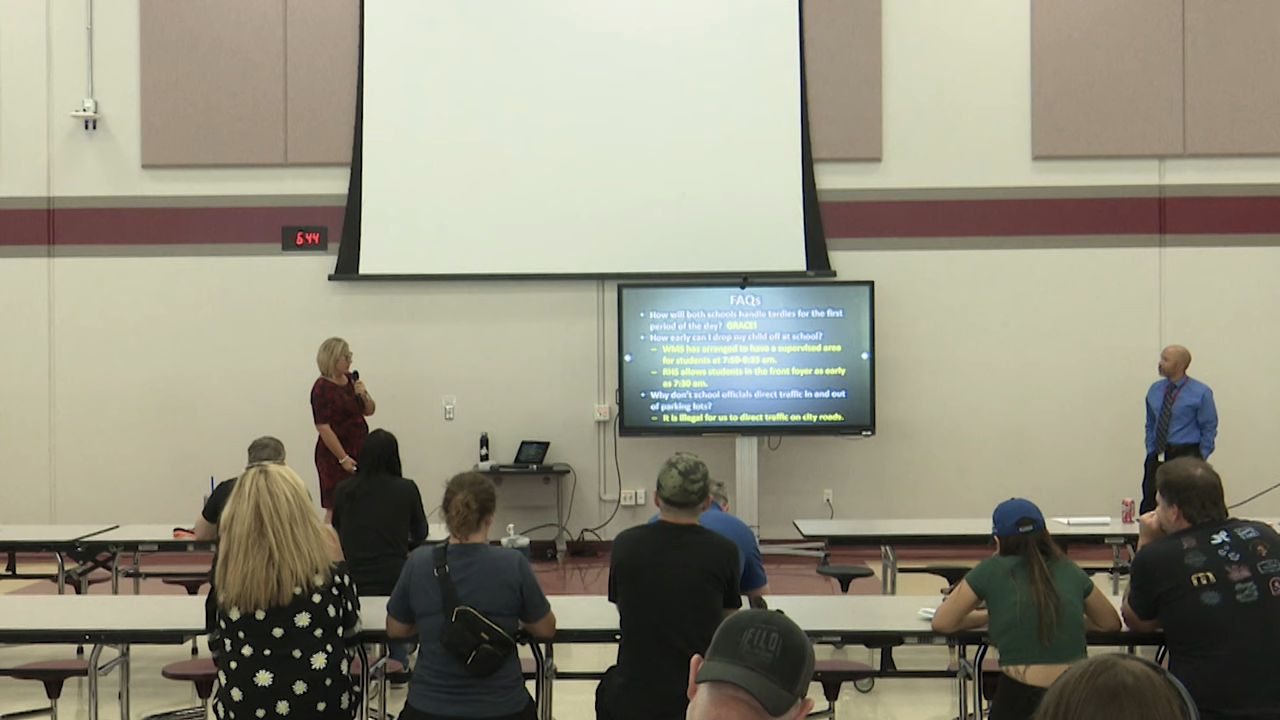 6:44
FAQs
• How will both schools handle tardies for the first
period of the day? GRACE!
• How early can I drop my child off at school?
– WMS has arranged to have a supervised area
for students at 7:50-8:35 am.
– RHS allows students in the front foyer as early
as 7:30 am.
• Why don't school officials direct traffic in and out
of parking lots?
– It is illegal for us to direct traffic on city roads.